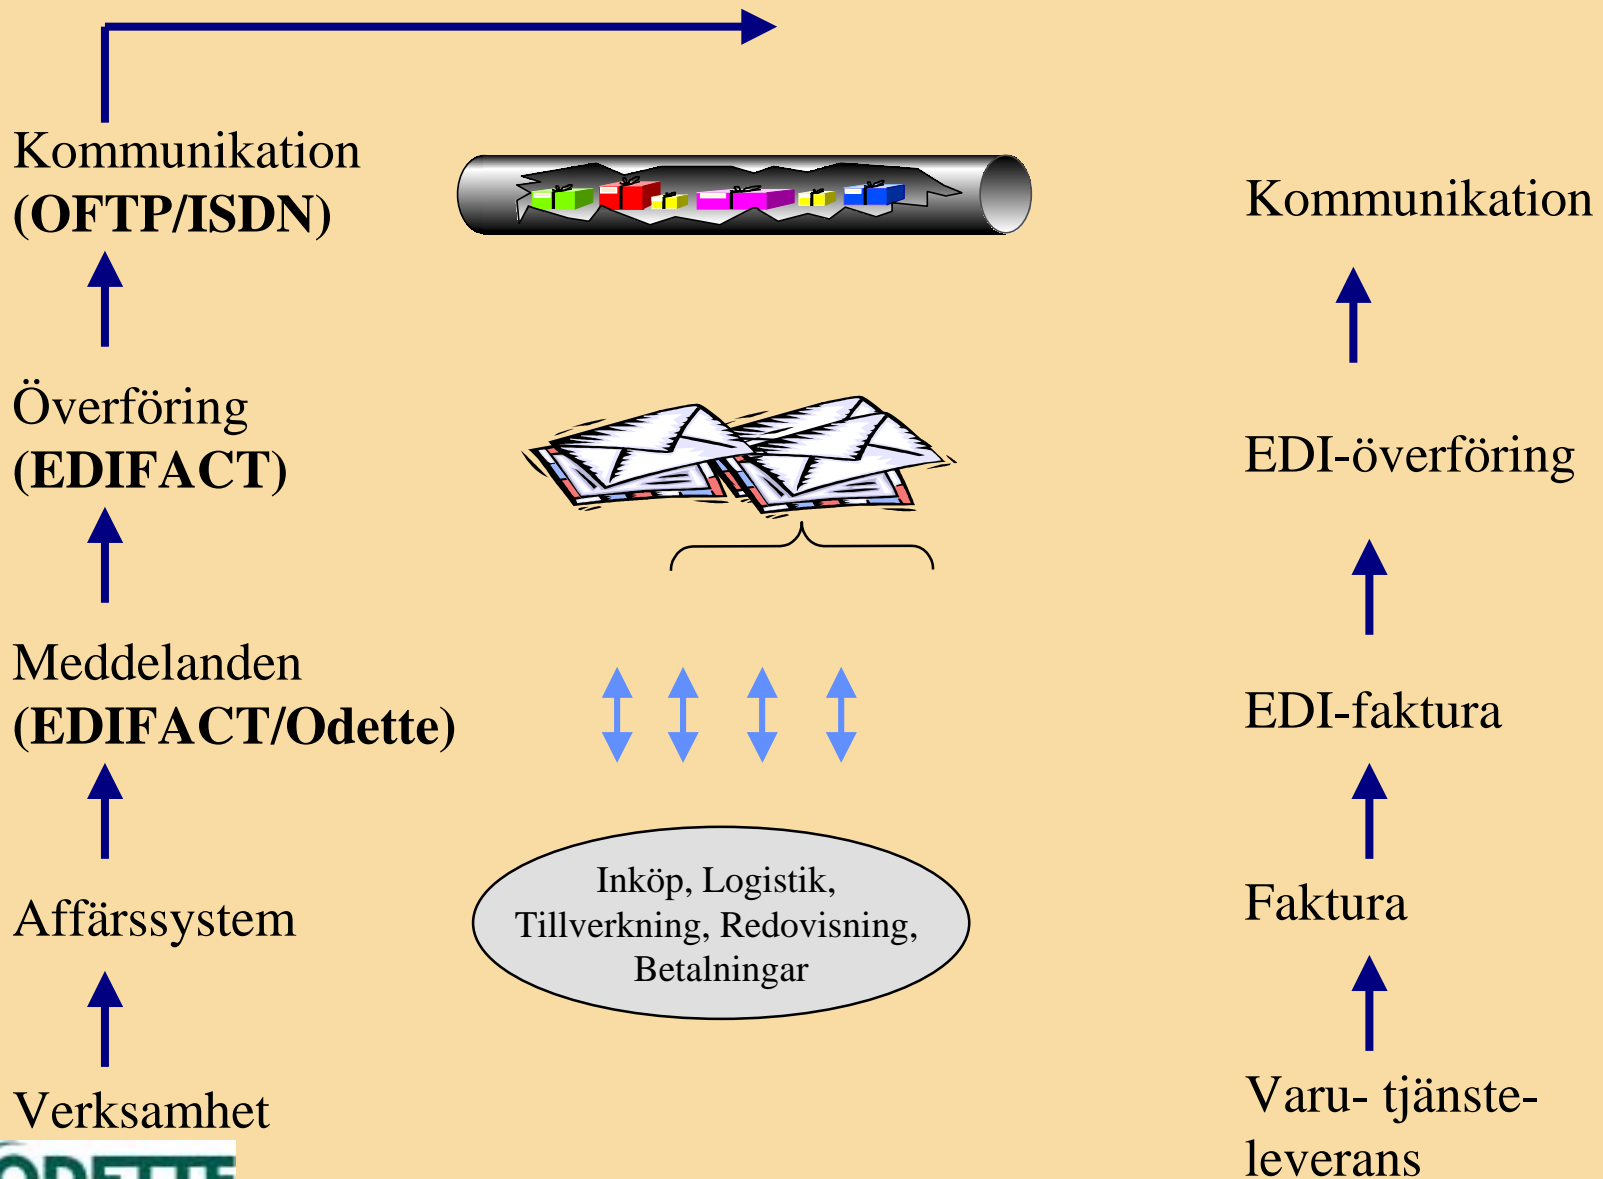 Kommunikation
(OFTP/ISDN)
Överföring
(EDIFACT)
Meddelanden
(EDIFACT/Odette)
Affärssystem
Verksamhet
ODETTE
Inköp, Logistik,
Tillverkning, Redovisning,
Betalningar
Kommunikation
EDI-överföring
EDI-faktura
Faktura
Varu- tjänste-
leverans